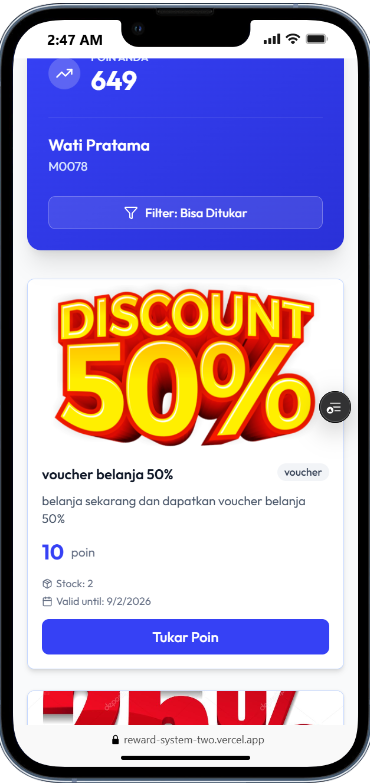 2:47 AM
POIN ANDA
649
Wati Pratama
M0078
Filter: Bisa Ditukar
DISCOUNT
50%
voucher belanja 50%
voucher
belanja sekarang dan dapatkan voucher belanja
50%
10 poin
Stock: 2
Valid until: 9/2/2026
Tukar Poin
reward-system-two.vercel.app